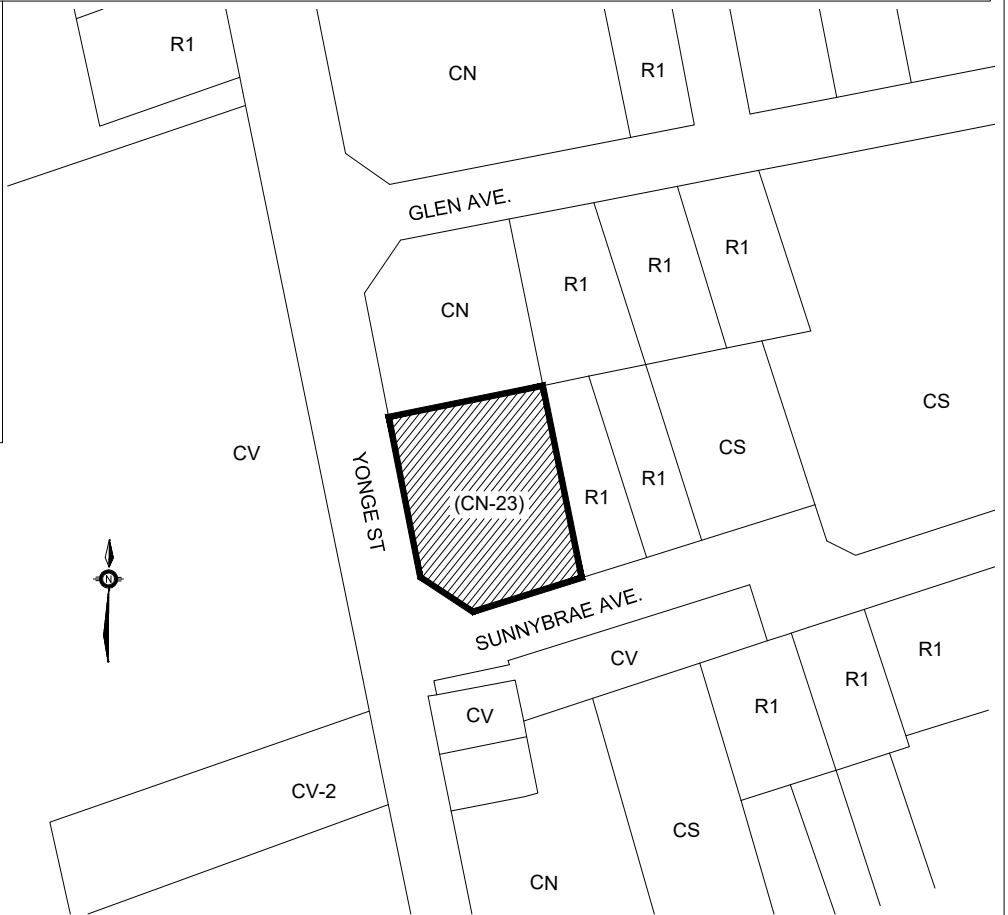 R1
CN
R1
GLEN AVE.
R1
R1
R1
CN
CS
CV
CS
YONGE ST
(CN-23)
R1
R1
N
SUNNYBRAE AVE.
CV
R1
R1
R1
CV
CV-2
CS
CN